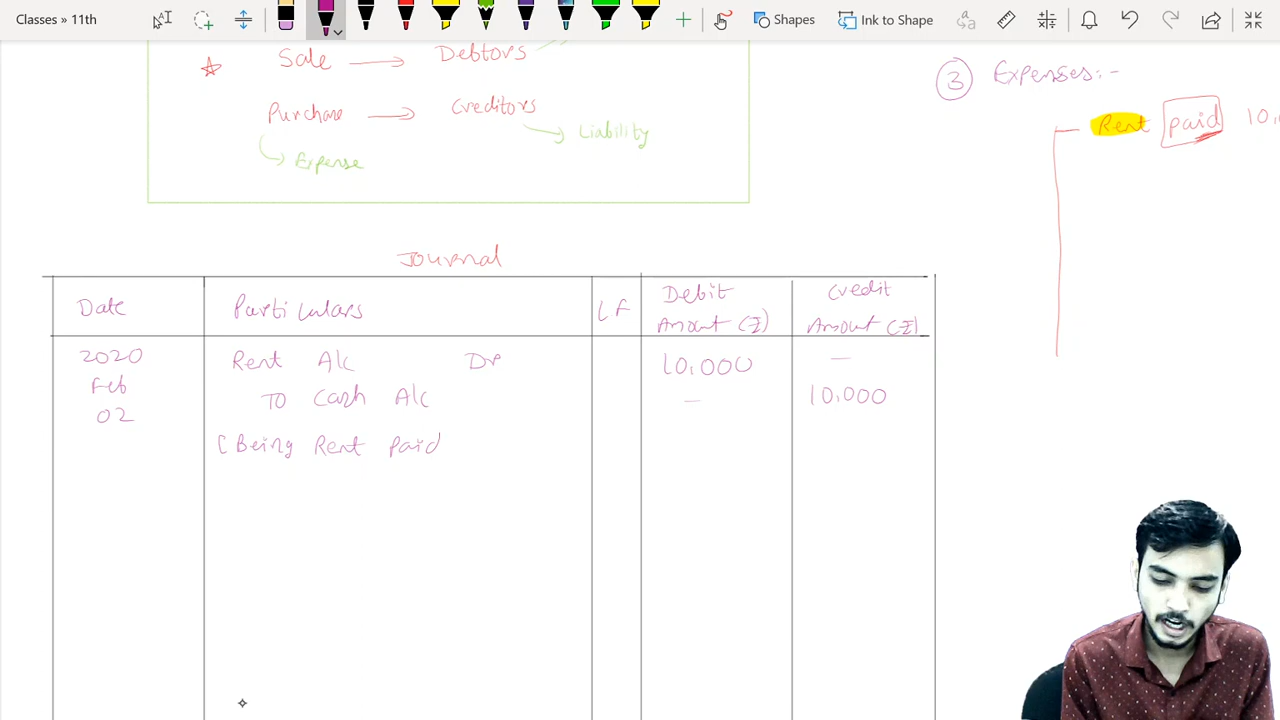 Classes » 11th
Shapes
Ink to Shape
Sale → Debtors
Purchase → Creditors
Liability
Expense
③ Expenses:-
Rent paid 10,
Journal
Date Particulars LF Debit Amount (₹) Credit Amount (₹)
2020 Rent A/c Dr 10,000 —
Feb
02 To Cash A/c — 10,000
(Being Rent paid